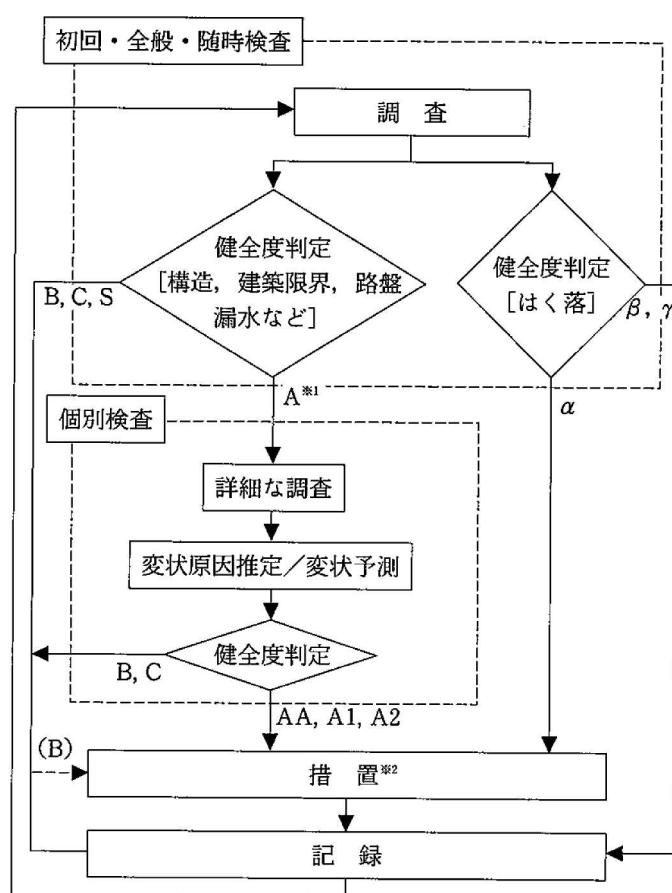 初回・全般・随時検査
調　査
健全度判定
[構造，建築限界，路盤
漏水など]
健全度判定
[はく落]
B, C, S
β, γ
A※1
α
個別検査
詳細な調査
変状原因推定／変状予測
健全度判定
B, C
AA, A1, A2
(B)
措　置※2
記　録